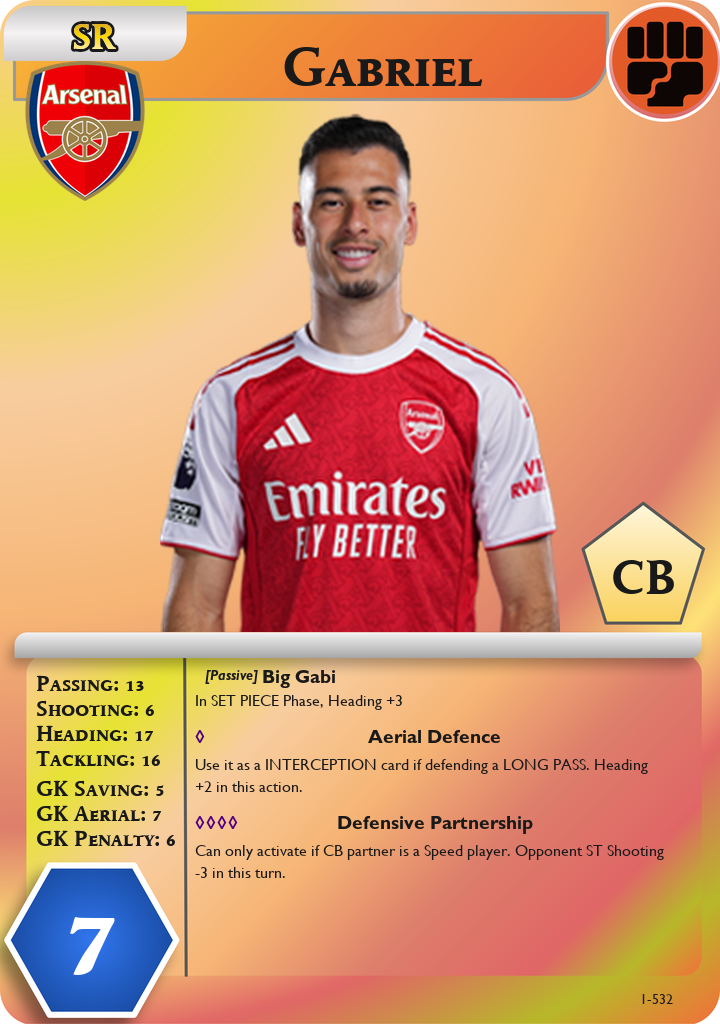 SR
Gabriel
Arsenal
Arsenal
Emirates
FLY BETTER
CB
Passing: 13
Shooting: 6
Heading: 17
Tackling: 16
GK Saving: 5
GK Aerial: 7
GK Penalty: 6
7
[Passive] Big Gabi
In SET PIECE Phase, Heading +3
◊ Aerial Defence
Use it as a INTERCEPTION card if defending a LONG PASS. Heading
+2 in this action.
◊◊◊◊ Defensive Partnership
Can only activate if CB partner is a Speed player. Opponent ST Shooting
-3 in this turn.
1-532